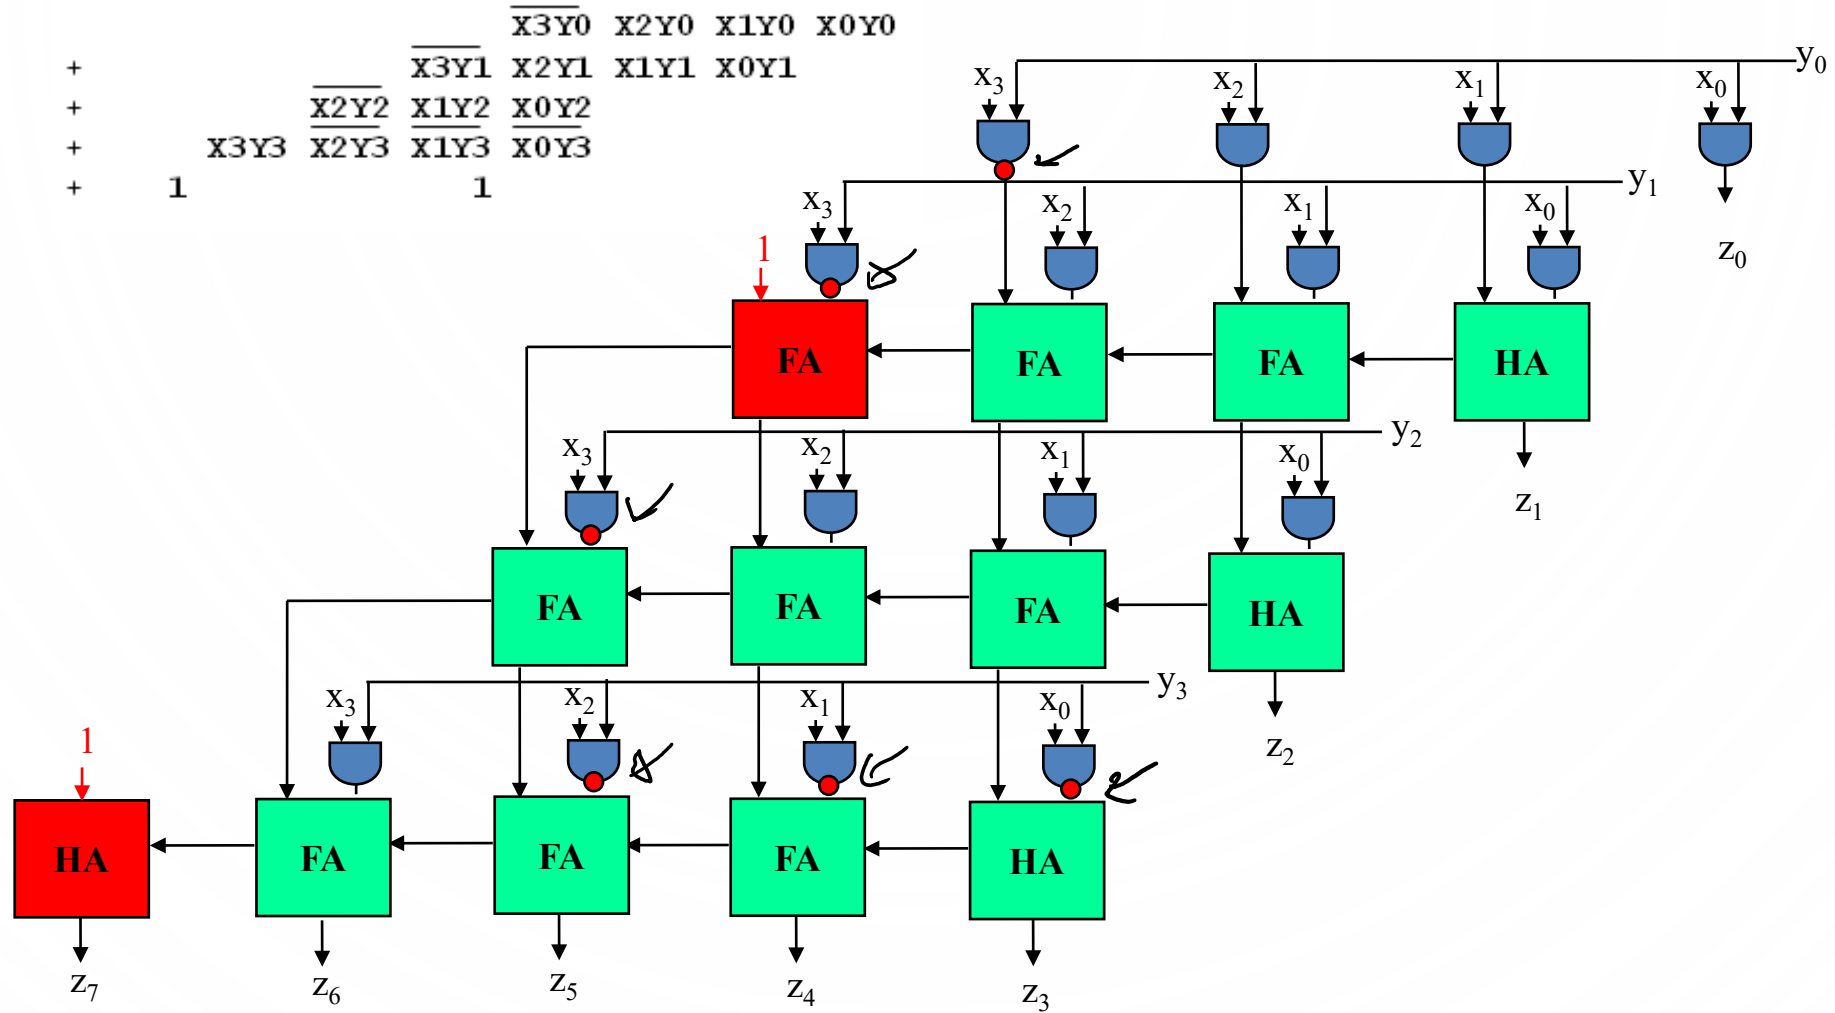 X3Y0 X2Y0 X1Y0 X0Y0
+ X3Y1 X2Y1 X1Y1 X0Y1
+ X2Y2 X1Y2 X0Y2
+ X3Y3 X2Y3 X1Y3 X0Y3
+ 1 1
y0
x3 x2 x1 x0
y1
x3 x2 x1 x0
z0
1
FA FA FA HA
y2
x3 x2 x1 x0
z1
FA FA FA HA
y3
x3 x2 x1 x0
z2
1
HA FA FA FA HA
z7 z6 z5 z4 z3